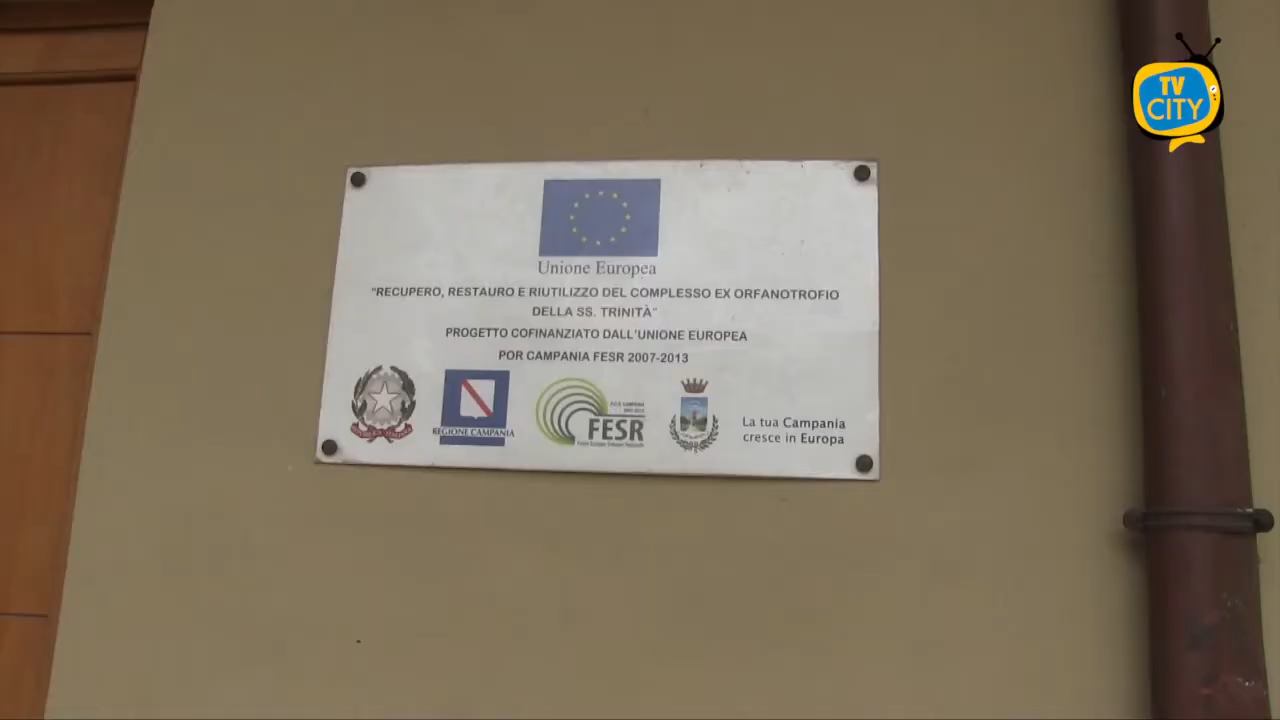 TV
CITY
Unione Europea
"RECUPERO, RESTAURO E RIUTILIZZO DEL COMPLESSO EX ORFANOTROFIO
DELLA SS. TRINITÀ"
PROGETTO COFINANZIATO DALL'UNIONE EUROPEA
POR CAMPANIA FESR 2007-2013
REGIONE CAMPANIA
FESR
La tua Campania
cresce in Europa